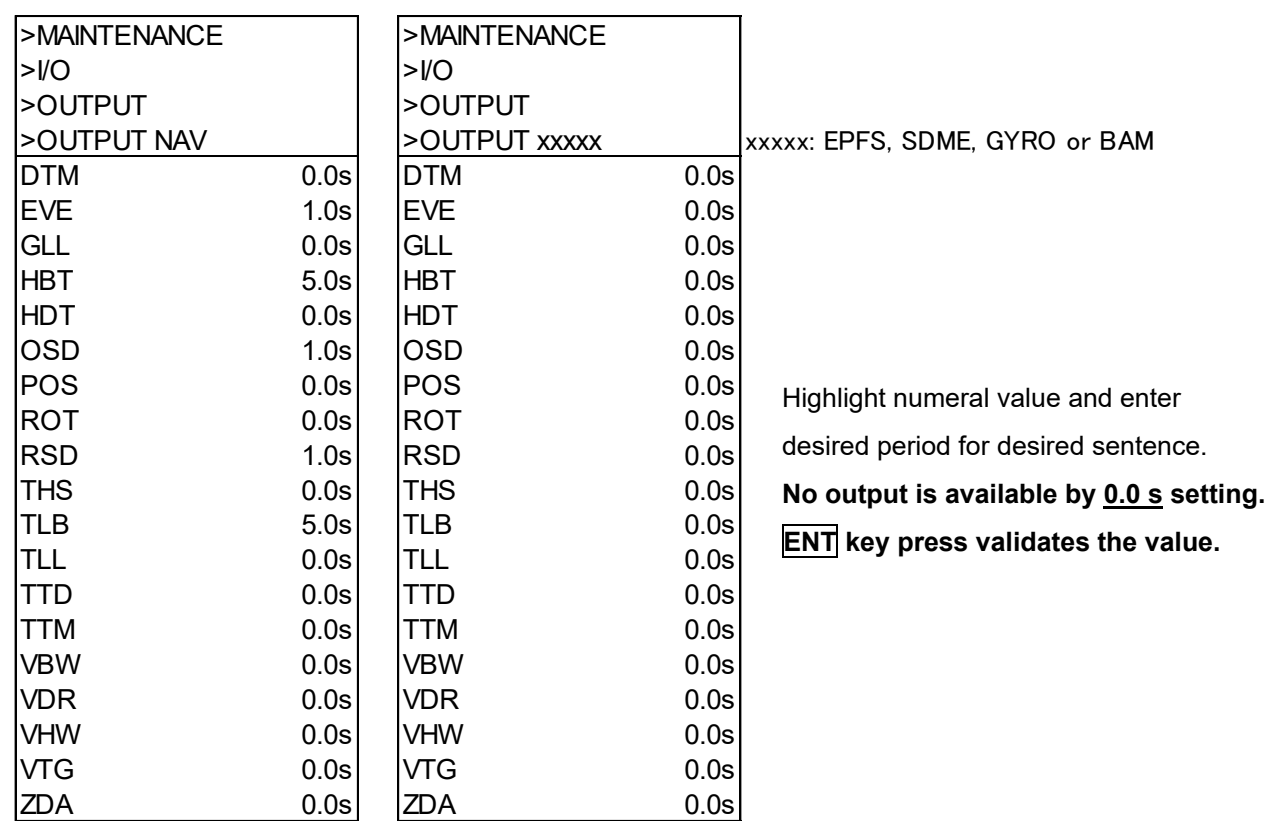 >MAINTENANCE
>I/O
>OUTPUT
>OUTPUT NAV
DTM 0.0s
EVE 1.0s
GLL 0.0s
HBT 5.0s
HDT 0.0s
OSD 1.0s
POS 0.0s
ROT 0.0s
RSD 1.0s
THS 0.0s
TLB 5.0s
TLL 0.0s
TTD 0.0s
TTM 0.0s
VBW 0.0s
VDR 0.0s
VHW 0.0s
VTG 0.0s
ZDA 0.0s
>MAINTENANCE
>I/O
>OUTPUT
>OUTPUT xxxxx
DTM 0.0s
EVE 0.0s
GLL 0.0s
HBT 0.0s
HDT 0.0s
OSD 0.0s
POS 0.0s
ROT 0.0s
RSD 0.0s
THS 0.0s
TLB 0.0s
TLL 0.0s
TTD 0.0s
TTM 0.0s
VBW 0.0s
VDR 0.0s
VHW 0.0s
VTG 0.0s
ZDA 0.0s
xxxxx: EPFS, SDME, GYRO or BAM
Highlight numeral value and enter
desired period for desired sentence.
No output is available by 0.0 s setting.
ENT key press validates the value.